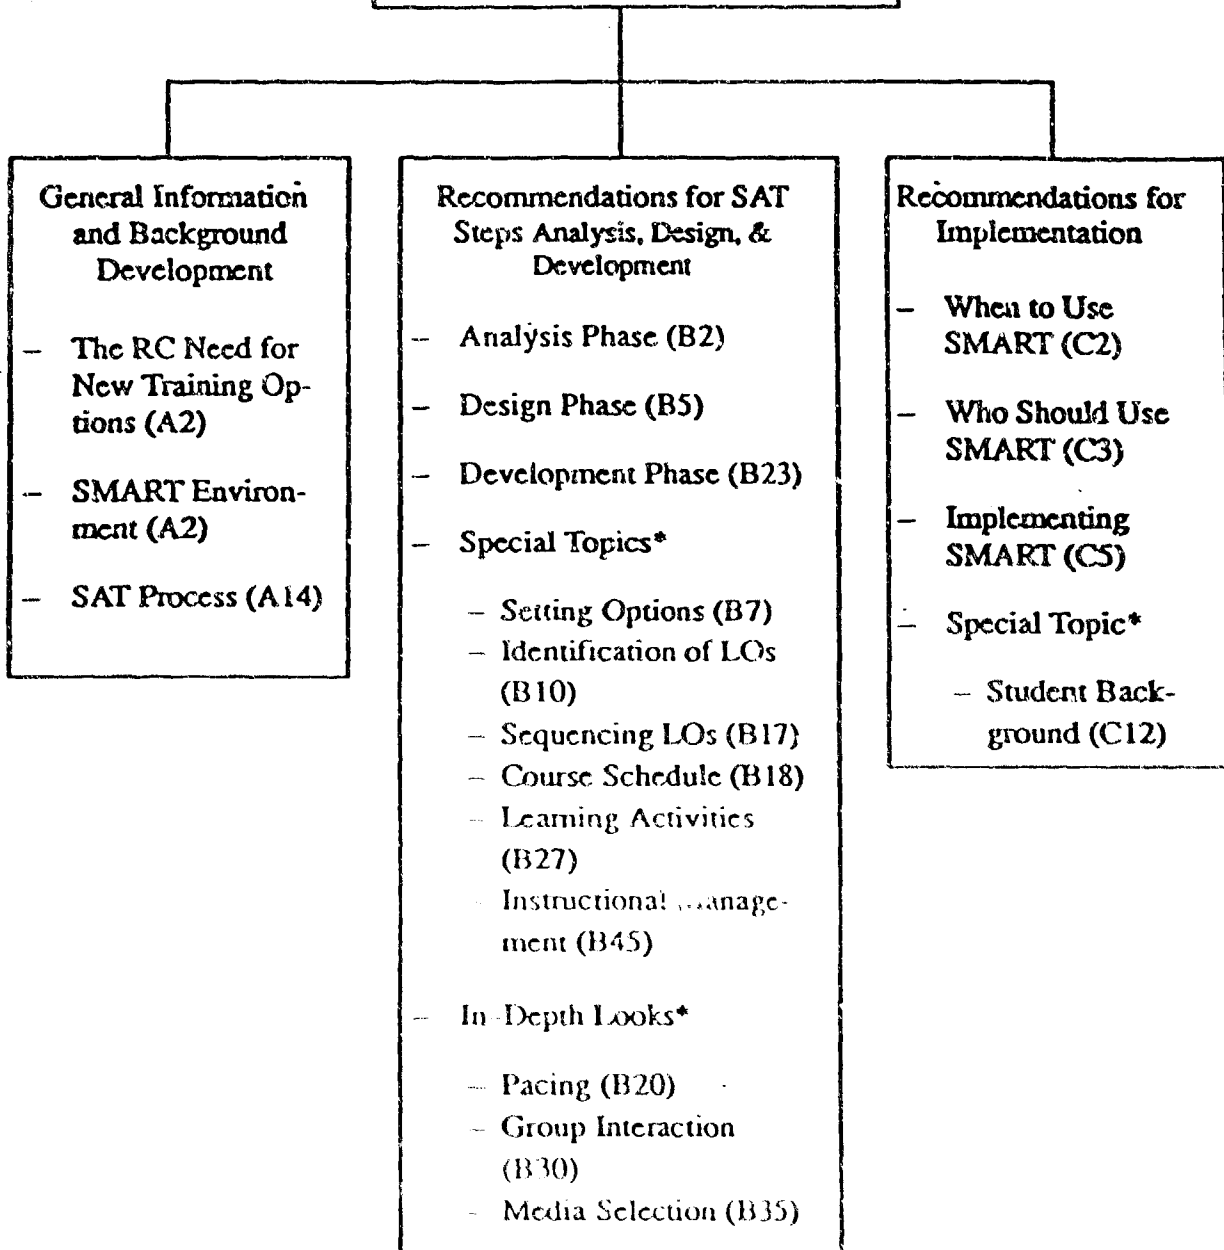 General Information
and Background
Development
– The RC Need for
New Training Op-
tions (A2)
– SMART Environ-
ment (A2)
– SAT Process (A14)
Recommendations for SAT
Steps Analysis, Design, &
Development
– Analysis Phase (B2)
– Design Phase (B5)
– Development Phase (B23)
– Special Topics*
– Setting Options (B7)
– Identification of LOs
(B10)
– Sequencing LOs (B17)
– Course Schedule (B18)
– Learning Activities
(B27)
– Instructional
ment (B45)
– In-Depth Looks*
– Pacing (B20)
– Group Interaction
(B30)
– Media Selection (B35)
Recommendations for
Implementation
– When to Use
SMART (C2)
– Who Should Use
SMART (C3)
– Implementing
SMART (C5)
– Special Topic*
– Student Back-
ground (C12)